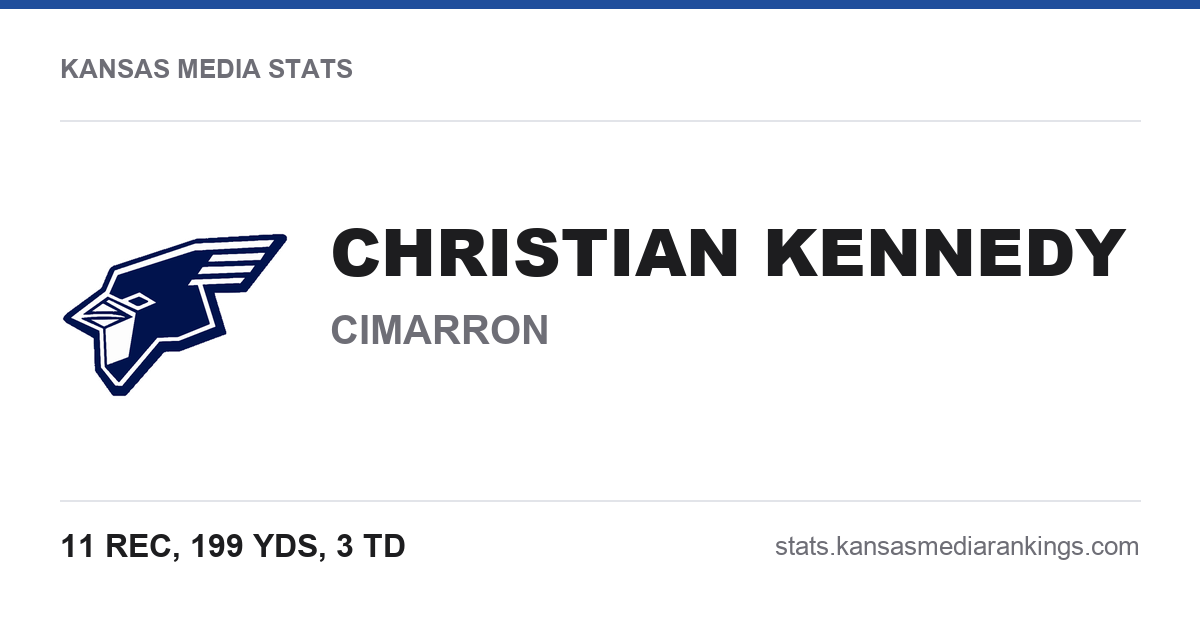 KANSAS MEDIA STATS
CHRISTIAN KENNEDY
CIMARRON
11 REC, 199 YDS, 3 TD
stats.kansasmediarankings.com